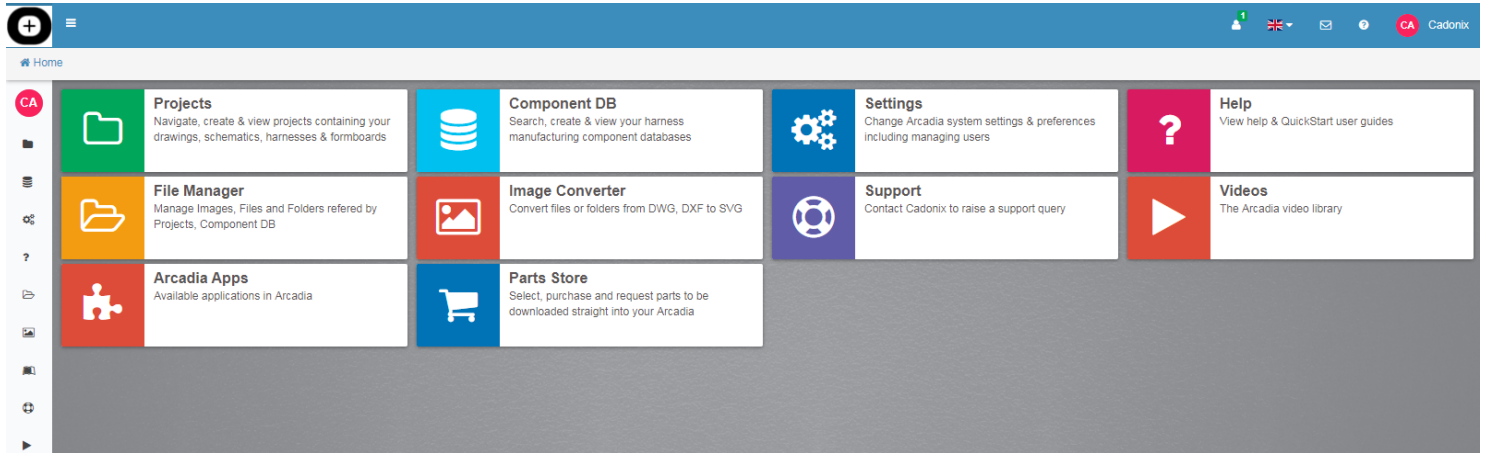 1
CA Cadonix
Home
CA
Projects
Navigate, create & view projects containing your
drawings, schematics, harnesses & formboards
Component DB
Search, create & view your harness
manufacturing component databases
Settings
Change Arcadia system settings & preferences
including managing users
Help
View help & QuickStart user guides
File Manager
Manage Images, Files and Folders refered by
Projects, Component DB
Image Converter
Convert files or folders from DWG, DXF to SVG
Support
Contact Cadonix to raise a support query
Videos
The Arcadia video library
Arcadia Apps
Available applications in Arcadia
Parts Store
Select, purchase and request parts to be
downloaded straight into your Arcadia